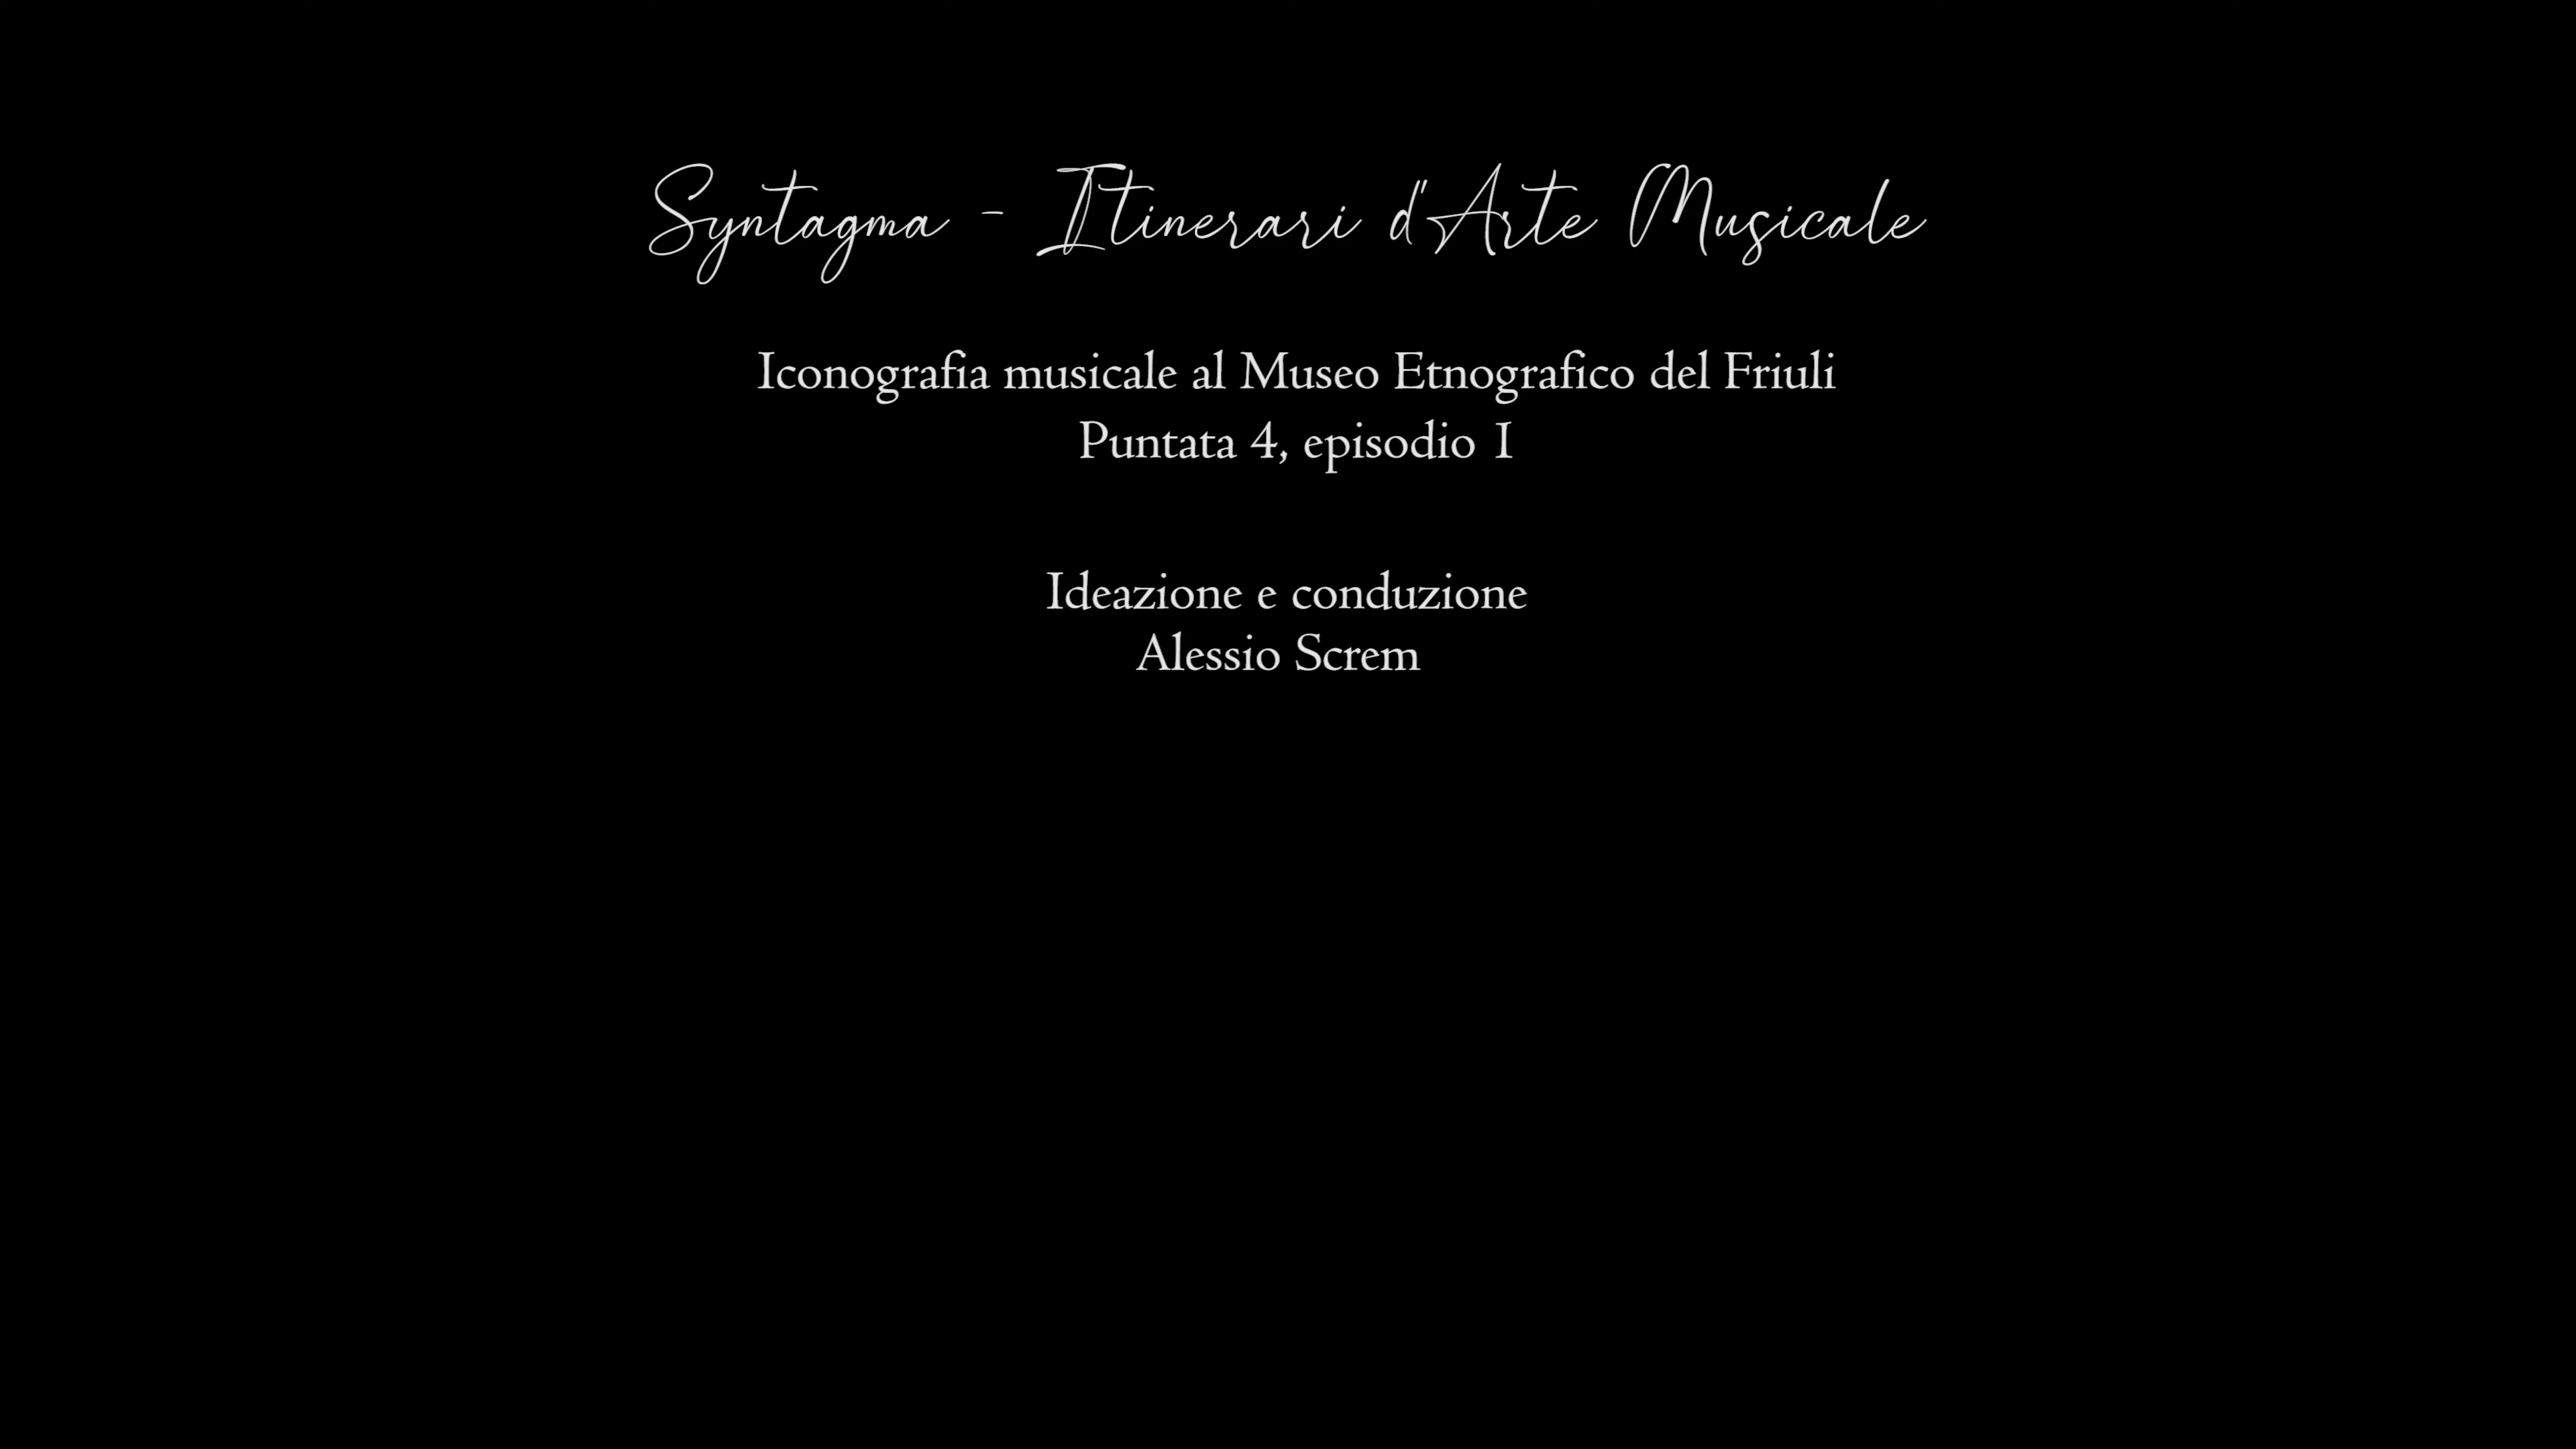 Syntagma - Itinerari d'Arte Musicale
Iconografia musicale al Museo Etnografico del Friuli
Puntata 4, episodio 1
Ideazione e conduzione
Alessio Screm